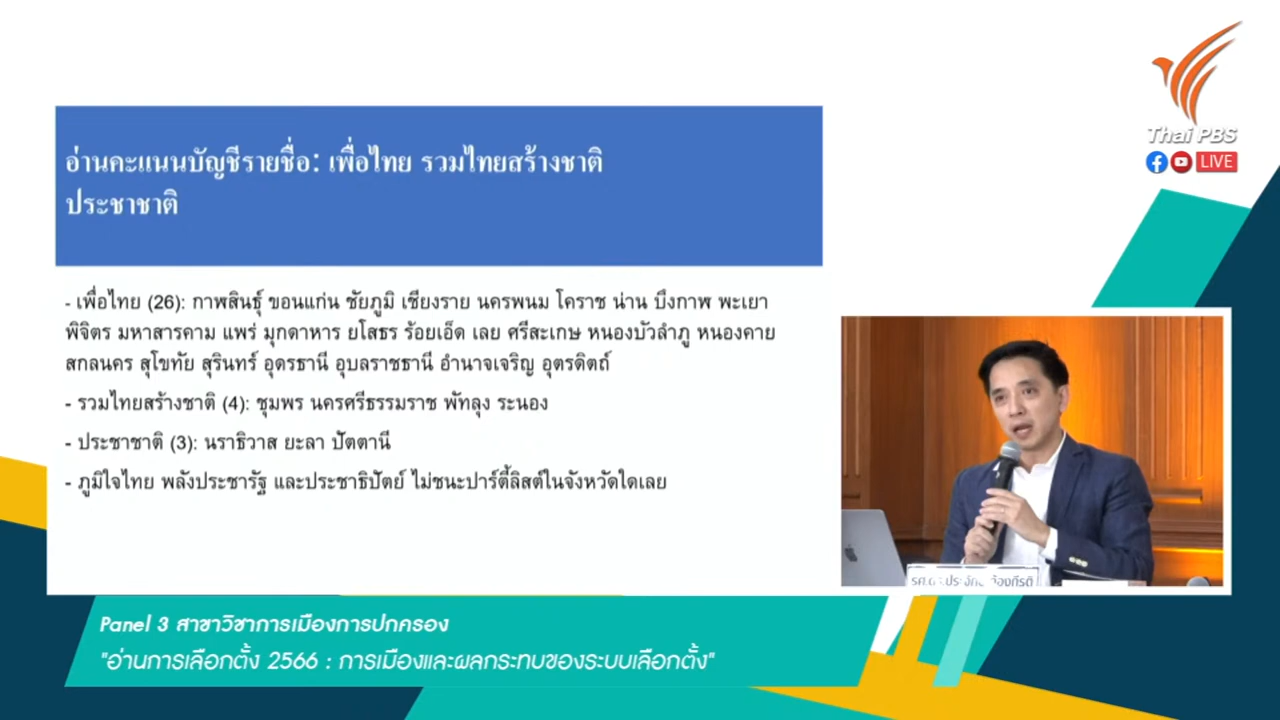 Thai PBS
LIVE
อ่านคะแนนบัญชีรายชื่อ: เพื่อไทย รวมไทยสร้างชาติ
ประชาชาติ
- เพื่อไทย (26): กาฬสินธุ์ ขอนแก่น ชัยภูมิ เชียงราย นครพนม โคราช น่าน บึงกาฬ พะเยา
พิจิตร มหาสารคาม แพร่ มุกดาหาร ยโสธร ร้อยเอ็ด เลย ศรีสะเกษ หนองบัวลำภู หนองคาย
สกลนคร สุโขทัย สุรินทร์ อุดรธานี อุบลราชธานี อำนาจเจริญ อุตรดิตถ์
- รวมไทยสร้างชาติ (4): ชุมพร นครศรีธรรมราช พัทลุง ระนอง
- ประชาชาติ (3): นราธิวาส ยะลา ปัตตานี
- ภูมิใจไทย พลังประชารัฐ และประชาธิปัตย์ ไม่ชนะปาร์ตี้ลิสต์ในจังหวัดใดเลย
Panel 3 สาขาวิชาการเมืองการปกครอง
"อ่านการเลือกตั้ง 2566 : การเมืองและผลกระทบของระบบเลือกตั้ง"